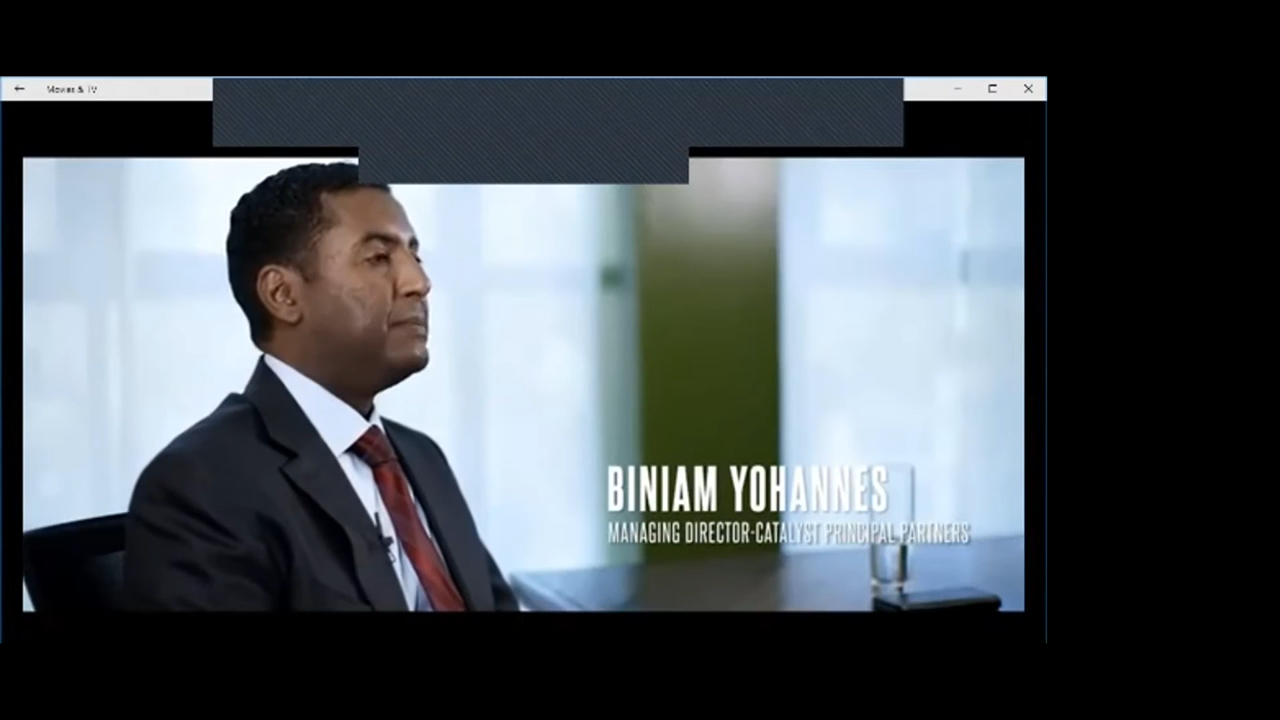 Movies & TV
BINIAM YOHANNES
MANAGING DIRECTOR-CATALYST PRINCIPAL PARTNERS